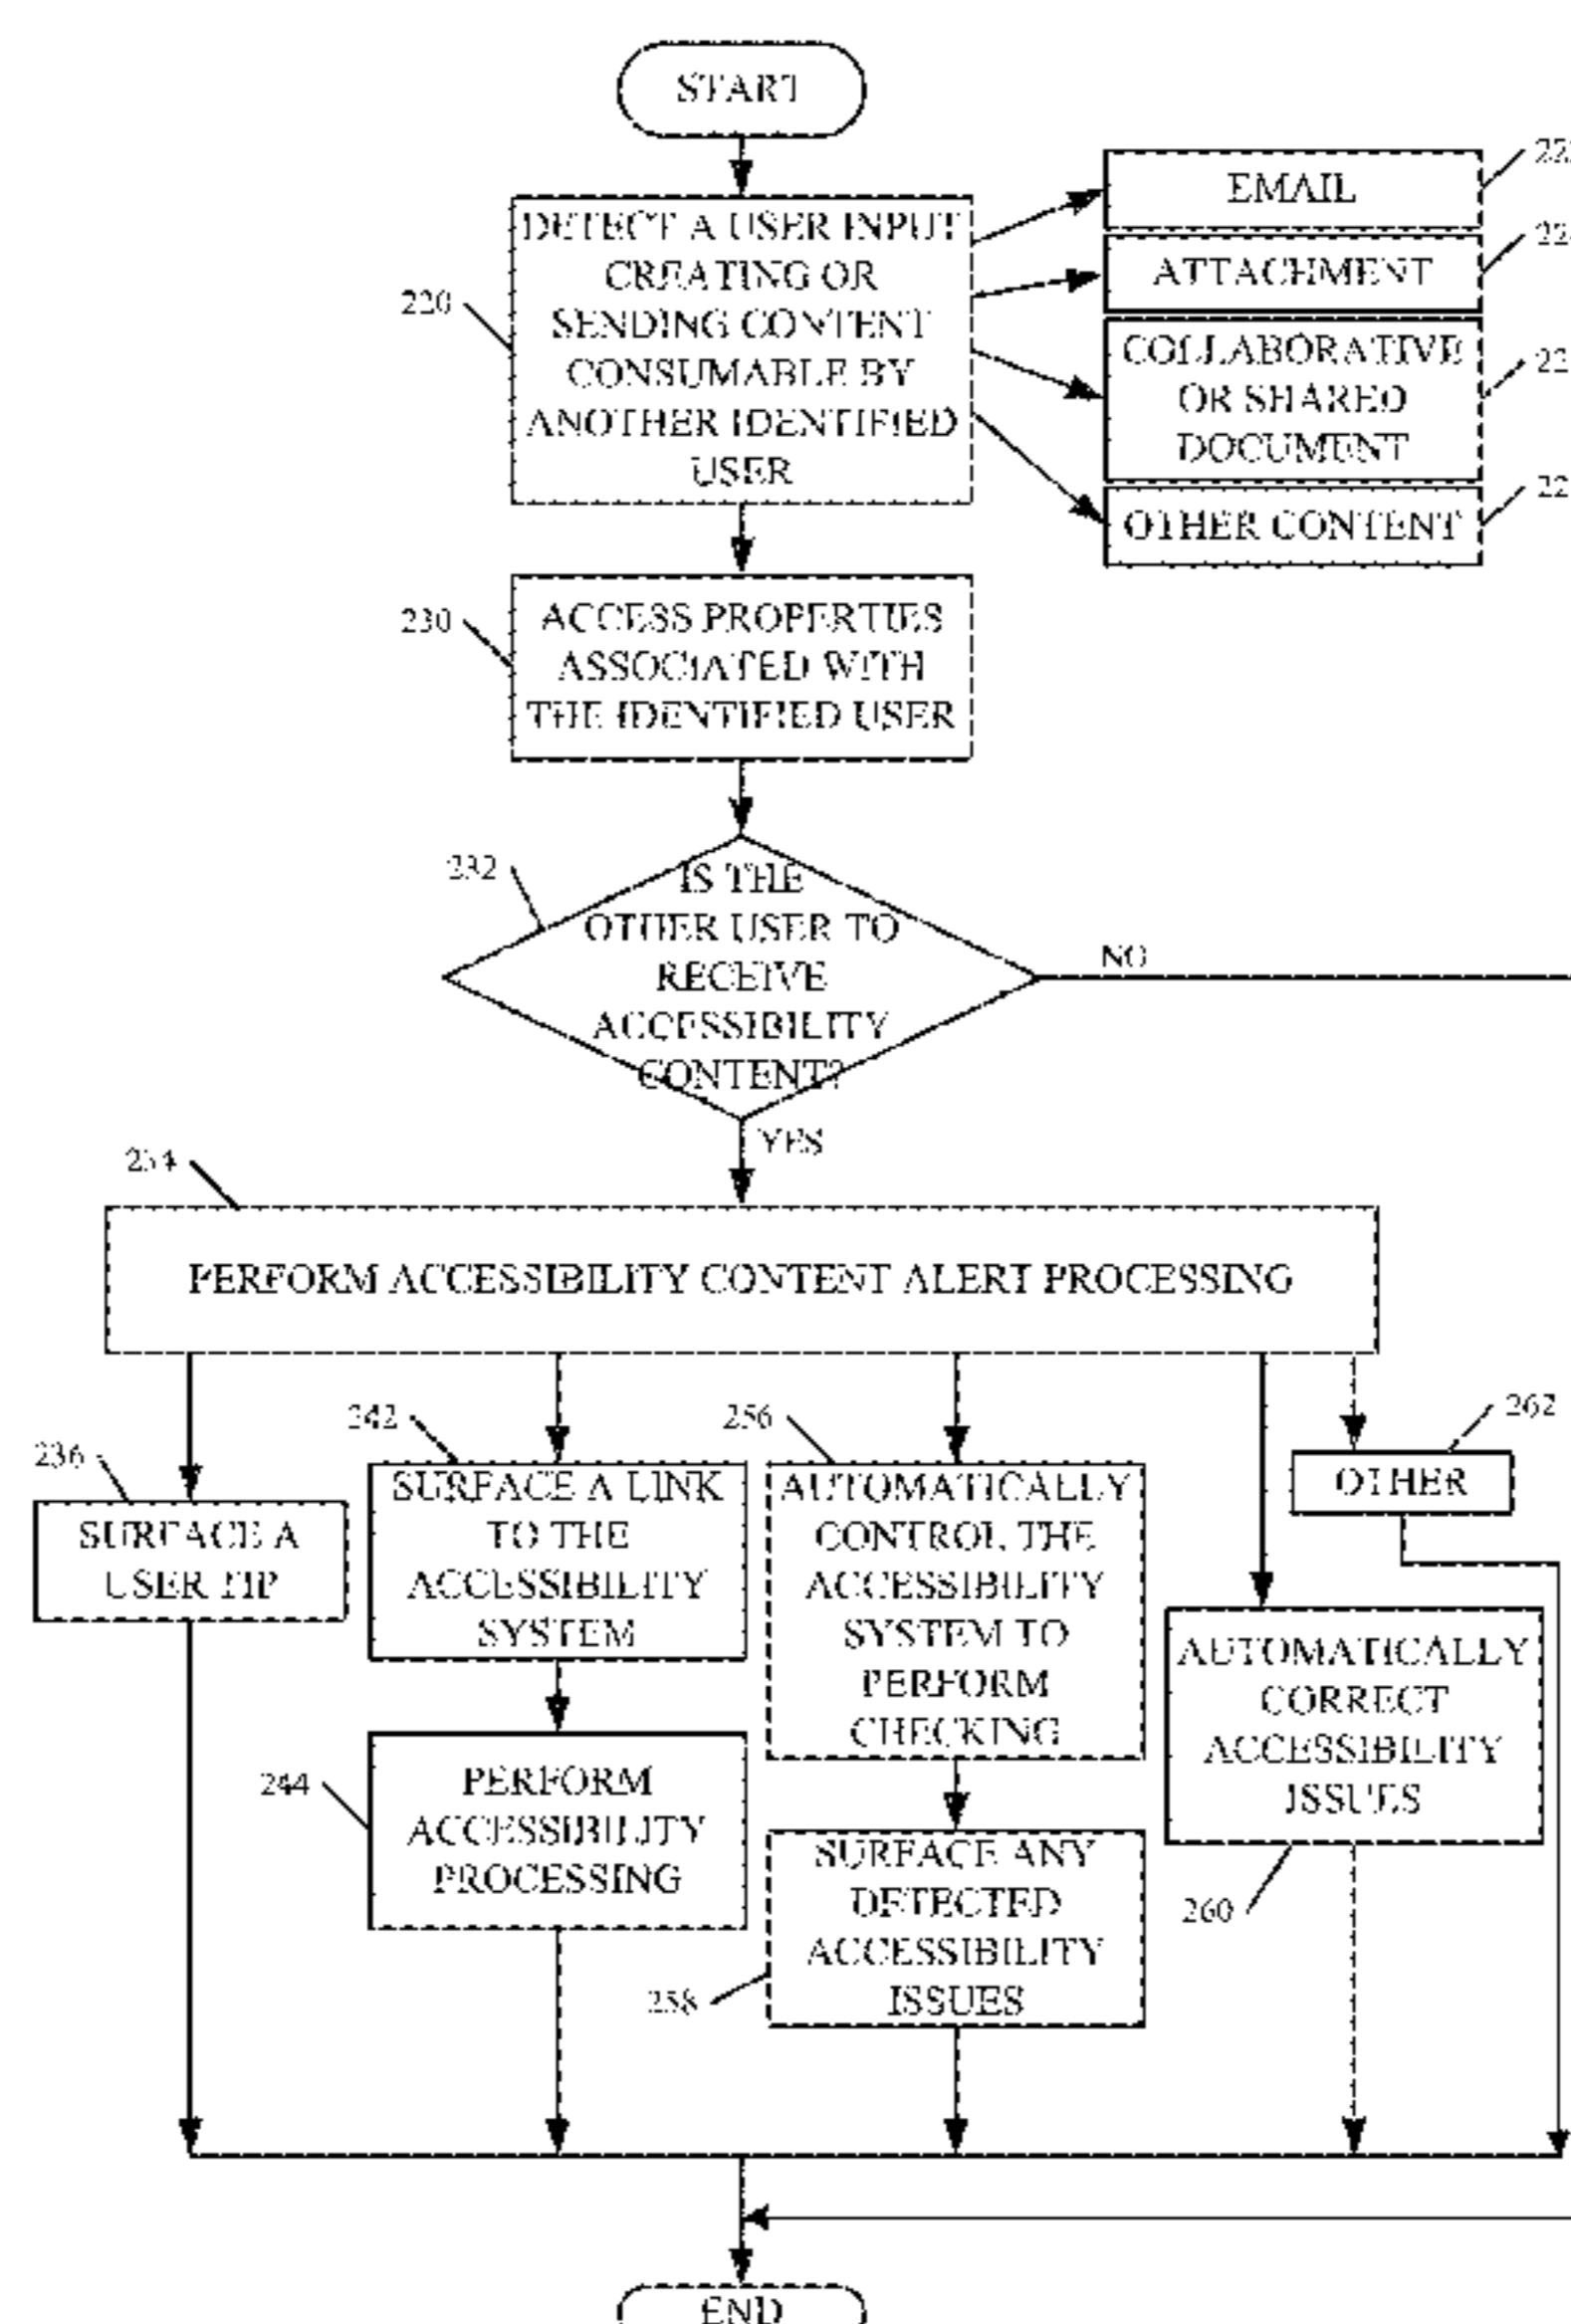 START
DETECT A USER INPUT
CREATING OR
SENDING CONTENT
CONSUMABLE BY
ANOTHER IDENTIFIED
USER
220
EMAIL
ATTACHMENT
COLLABORATIVE
OR SHARED
DOCUMENT
OTHER CONTENT
230
ACCESS PROPERTIES
ASSOCIATED WITH
THE IDENTIFIED USER
232
IS THE
OTHER USER TO
RECEIVE
ACCESSIBILITY
CONTENT?
NO
YES
234
PERFORM ACCESSIBILITY CONTENT ALERT PROCESSING
236
SURFACE A
USER TIP
242
SURFACE A LINK
TO THE
ACCESSIBILITY
SYSTEM
244
PERFORM
ACCESSIBILITY
PROCESSING
256
AUTOMATICALLY
CONTROL THE
ACCESSIBILITY
SYSTEM TO
PERFORM
CHECKING
258
SURFACE ANY
DETECTED
ACCESSIBILITY
ISSUES
262
OTHER
AUTOMATICALLY
CORRECT
ACCESSIBILITY
ISSUES
260
END